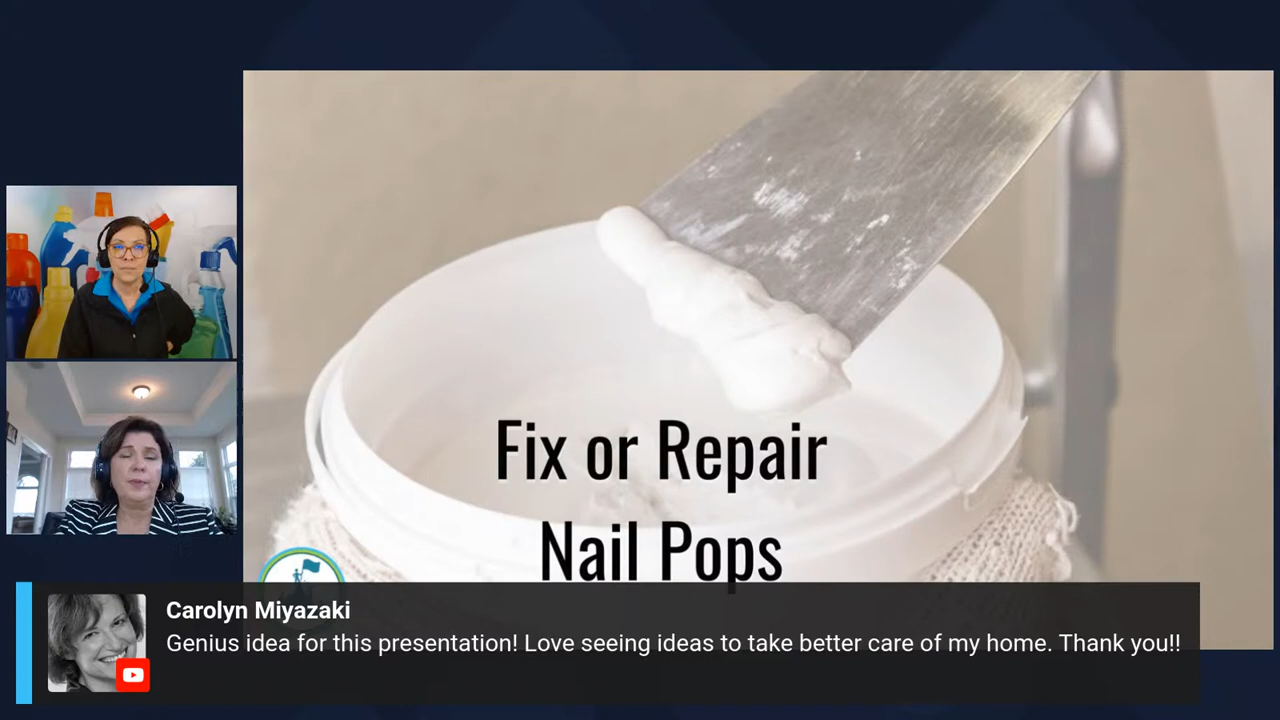 Fix or Repair
Nail Pops
Carolyn Miyazaki
Genius idea for this presentation! Love seeing ideas to take better care of my home. Thank you!!